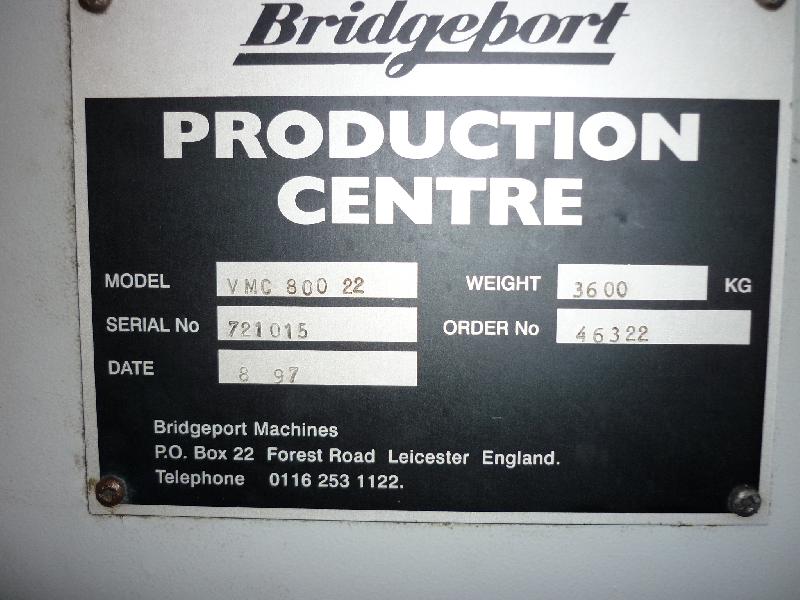 Bridgeport
PRODUCTION
CENTRE
MODEL VMC 800 22 WEIGHT 3600 KG
SERIAL No 721015 ORDER No 46322
DATE 8 97
Bridgeport Machines
P.O. Box 22 Forest Road Leicester England.
Telephone 0116 253 1122.